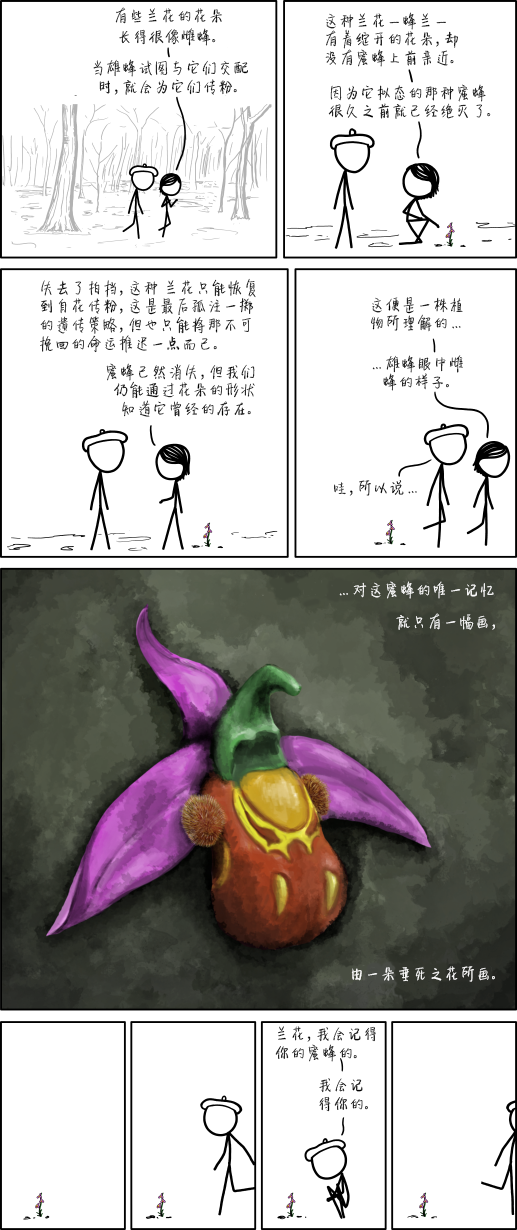 有些兰花的花朵
长得很像雌蜂。
当雄蜂试图与它们交配
时，就会为它们传粉。
这种兰花—蜂兰—
有着绽开的花朵，却
没有蜜蜂上前亲近。
因为它拟态的那种蜜蜂
很久之前就已经绝灭了。
失去了拍挡，这种兰花只能恢复
到自花传粉，这是最后孤注一掷
的遗传策略，但也只能将那不可
挽回的命运推迟一点而已。
蜜蜂已然消失，但我们
仍能通过花朵的形状
知道它曾经的存在。
这便是一株植
物所理解的…
…雄蜂眼中雌
蜂的样子。
哇，所以说…
…对这蜜蜂的唯一记忆
就只有一幅画，
由一朵垂死之花所画。
兰花，我会记得
你的蜜蜂的。
我会记
得你的。